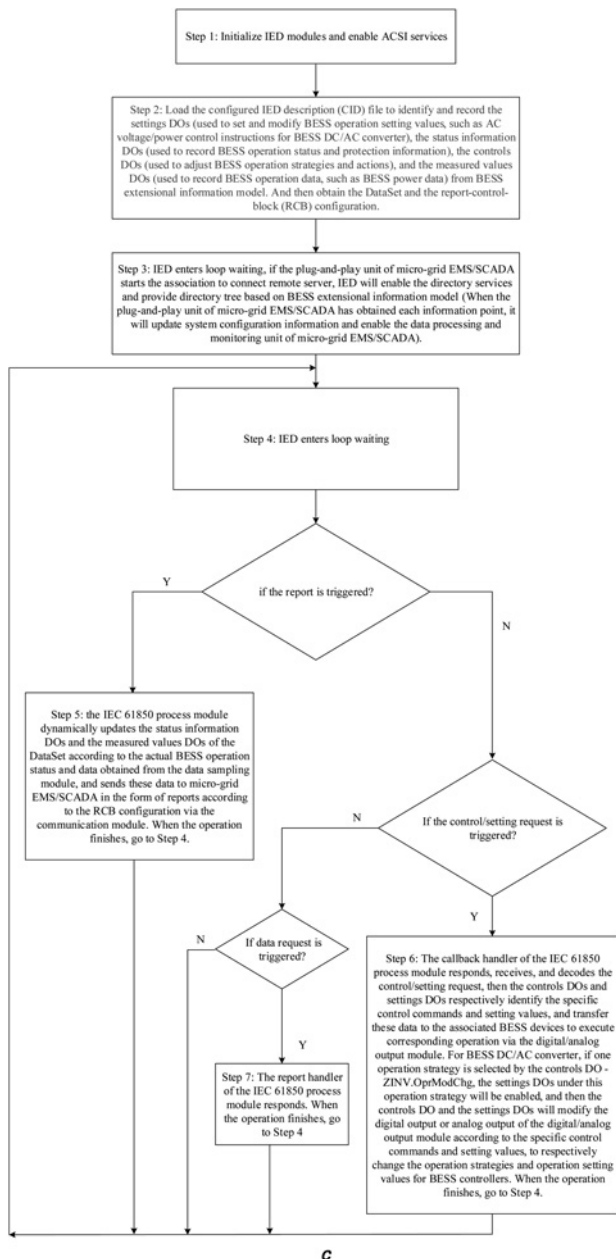 Step 1: Initialize IED modules and enable ACSI services
Step 2: Load the configured IED description (CID) file to identify and record the
settings DOs (used to set and modify BESS operation setting values, such as AC
voltage/power control instructions for BESS DC/AC converter), the status information
DOs (used to record BESS operation status and protection information), the controls
DOs (used to adjust BESS operation strategies and actions), and the measured values
DOs (used to record BESS operation data, such as BESS power data) from BESS
extensional information model. And then obtain the DataSet and the report-control-
block (RCB) configuration.
Step 3: IED enters loop waiting, if the plug-and-play unit of micro-grid EMS/SCADA
starts the association to connect remote server, IED will enable the directory services
and provide directory tree based on BESS extensional information model (When the
plug-and-play unit of micro-grid EMS/SCADA has obtained each information point, it
will update system configuration information and enable the data processing and
monitoring unit of micro-grid EMS/SCADA).
Step 4: IED enters loop waiting
if the report is triggered?
Y
N
Step 5: the IEC 61850 process module
dynamically updates the status information
DOs and the measured values DOs of the
DataSet according to the actual BESS operation
status and data obtained from the data sampling
module, and sends these data to micro-grid
EMS/SCADA in the form of reports according
to the RCB configuration via the
communication module. When the operation
finishes, go to Step 4.
If the control/setting request is
triggered?
N
Y
If data request is
triggered?
N
Y
Step 7: The report handler
of the IEC 61850 process
module responds. When
the operation finishes, go
to Step 4
Step 6: The callback handler of the IEC 61850
process module responds, receives, and decodes the
control/setting request, then the controls DOs and
settings DOs respectively identify the specific
control commands and setting values, and transfer
these data to the associated BESS devices to execute
corresponding operation via the digital/analog
output module. For BESS DC/AC converter, if one
operation strategy is selected by the controls DO -
ZINV.OprModChg, the settings DOs under this
operation strategy will be enabled, and then the
controls DO and the settings DOs will modify the
digital output or analog output of the digital/analog
output module according to the specific control
commands and setting values, to respectively
change the operation strategies and operation setting
values for BESS controllers. When the operation
finishes, go to Step 4.
c